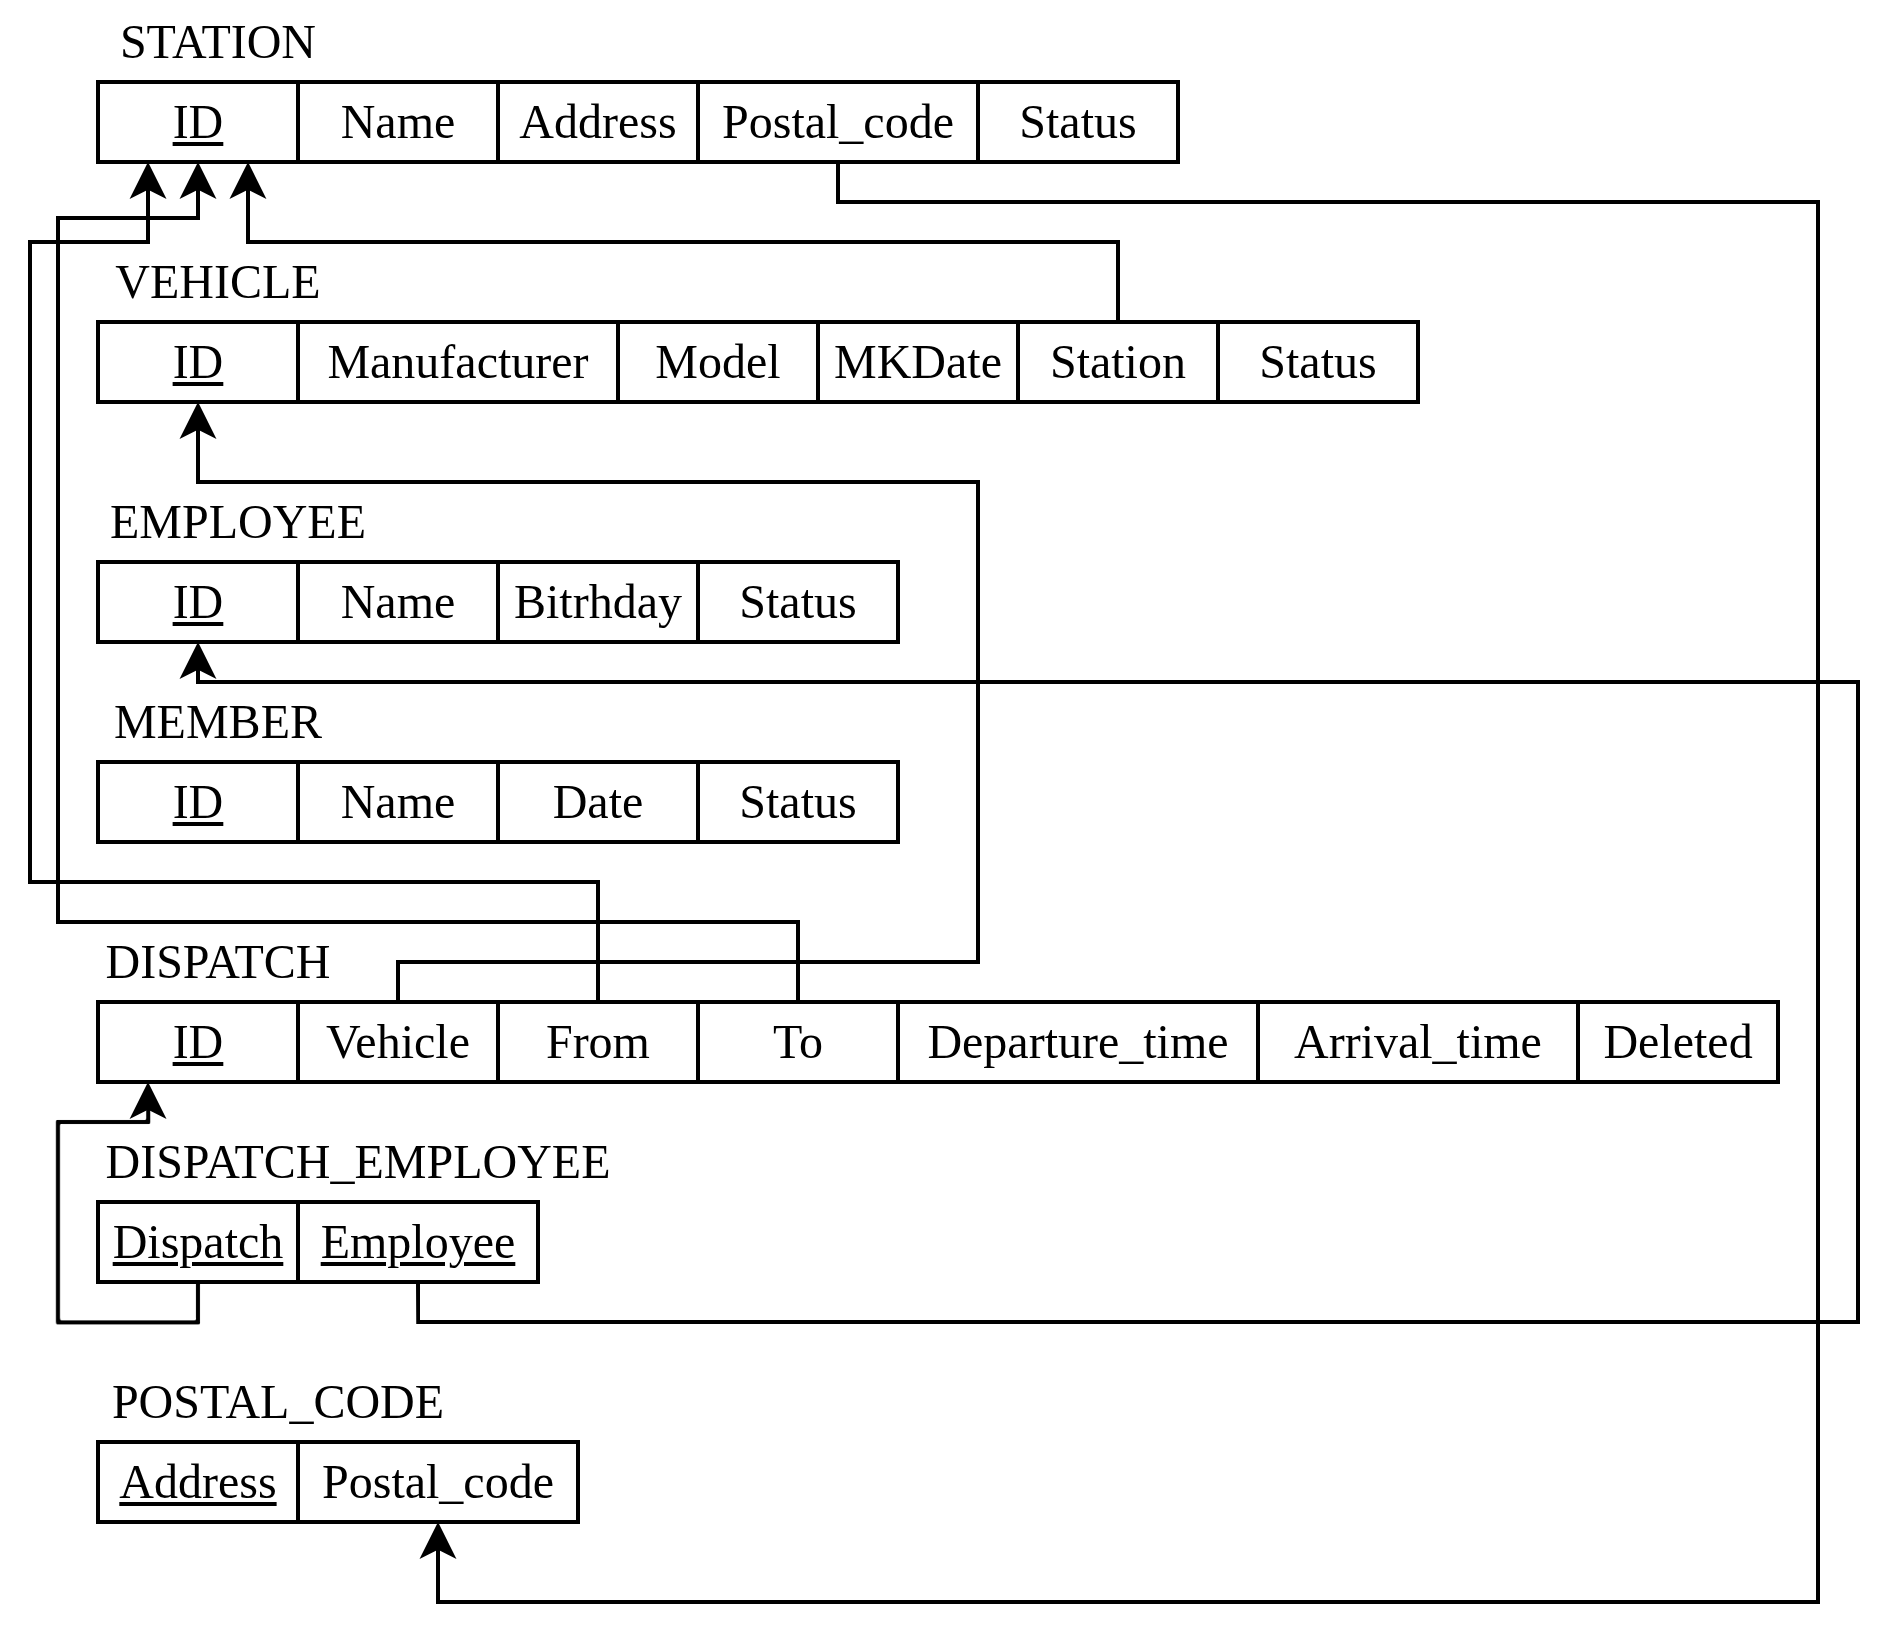 STATION
ID Name Address Postal_code Status
VEHICLE
ID Manufacturer Model MKDate Station Status
EMPLOYEE
ID Name Bitrhday Status
MEMBER
ID Name Date Status
DISPATCH
ID Vehicle From To Departure_time Arrival_time Deleted
DISPATCH_EMPLOYEE
Dispatch Employee
POSTAL_CODE
Address Postal_code